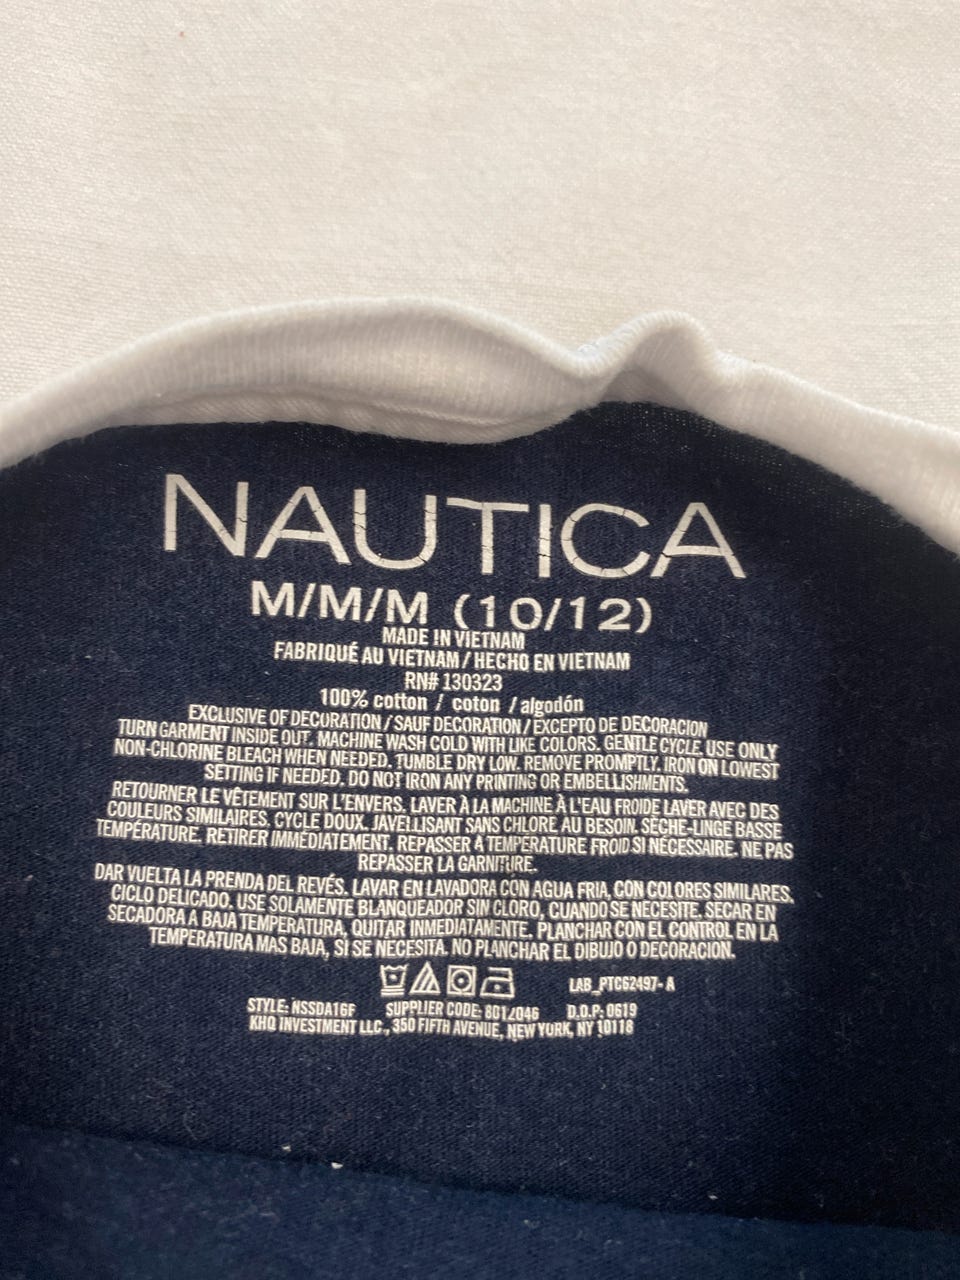 NAUTICA
M/M/M (10/12)
MADE IN VIETNAM
FABRIQUÉ AU VIETNAM / HECHO EN VIETNAM
RN# 130323
100% cotton / coton / algodón
EXCLUSIVE OF DECORATION / SAUF DECORATION / EXCEPTO DE DECORACION
TURN GARMENT INSIDE OUT. MACHINE WASH COLD WITH LIKE COLORS. GENTLE CYCLE. USE ONLY
NON-CHLORINE BLEACH WHEN NEEDED. TUMBLE DRY LOW. REMOVE PROMPTLY. IRON ON LOWEST
SETTING IF NEEDED. DO NOT IRON ANY PRINTING OR EMBELLISHMENTS.
RETOURNER LE VÊTEMENT SUR L'ENVERS. LAVER À LA MACHINE À L'EAU FROIDE LAVER AVEC DES
COULEURS SIMILAIRES. CYCLE DOUX. JAVELLISANT SANS CHLORE AU BESOIN. SÈCHE-LINGE BASSE
TEMPÉRATURE. RETIRER IMMÉDIATEMENT. REPASSER À TEMPÉRATURE FROID SI NÉCESSAIRE. NE PAS
REPASSER LA GARNITURE.
DAR VUELTA LA PRENDA DEL REVÉS. LAVAR EN LAVADORA CON AGUA FRIA, CON COLORES SIMILARES.
CICLO DELICADO. USE SOLAMENTE BLANQUEADOR SIN CLORO, CUANDO SE NECESITE. SECAR EN
SECADORA A BAJA TEMPERATURA, QUITAR INMEDIATAMENTE. PLANCHAR CON EL CONTROL EN LA
TEMPERATURA MAS BAJA, SI SE NECESITA. NO PLANCHAR EL DIBUJO O DECORACION.
LAB_PTC62497-A
STYLE: NSSDA16F SUPPLIER CODE: 8012046 D.O.P: 0619
KHQ INVESTMENT LLC., 350 FIFTH AVENUE, NEW YORK, NY 10118